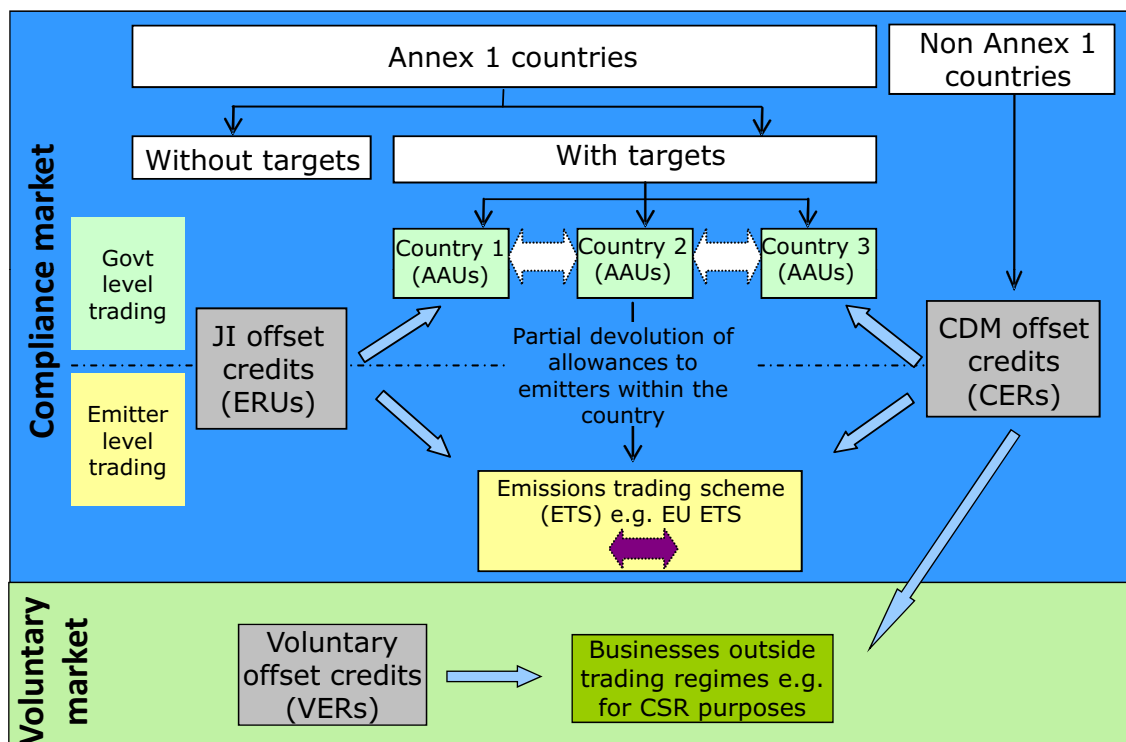 Annex 1 countries
Non Annex 1
countries
Without targets
With targets
Compliance market
Govt
level
trading
Country 1
(AAUs)
Country 2
(AAUs)
Country 3
(AAUs)
JI offset
credits
(ERUs)
Partial devolution of
allowances to
emitters within the
country
CDM offset
credits
(CERs)
Emitter
level
trading
Emissions trading scheme
(ETS) e.g. EU ETS
Voluntary
market
Voluntary
offset credits
(VERs)
Businesses outside
trading regimes e.g.
for CSR purposes